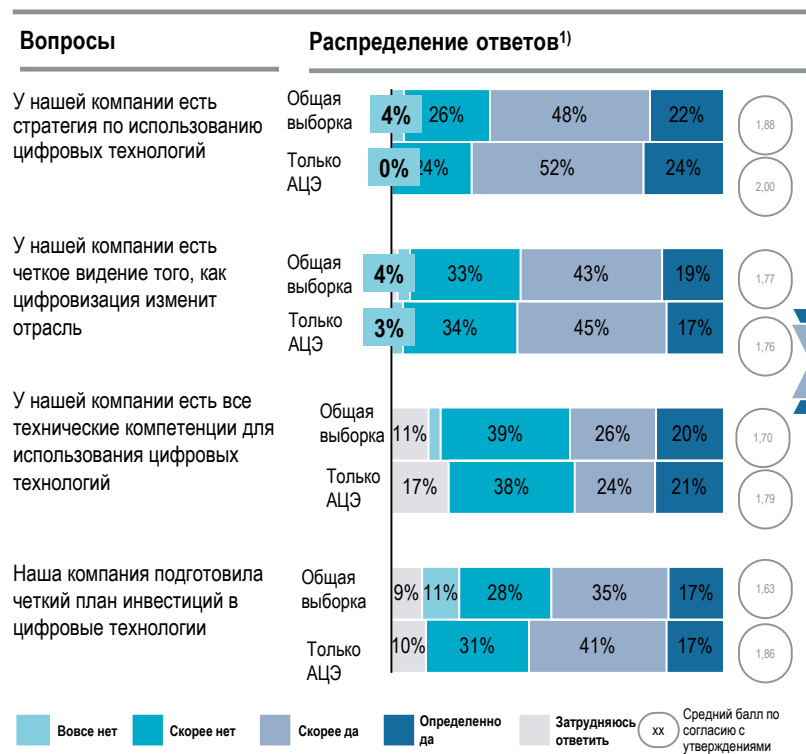 Вопросы
Распределение ответов1)
У нашей компании есть
стратегия по использованию
цифровых технологий
Общая
выборка
4%
26%
48%
22%
1,88
Только
АЦЭ
0%
24%
52%
24%
2,00
У нашей компании есть
четкое видение того, как
цифровизация изменит
отрасль
Общая
выборка
4%
33%
43%
19%
1,77
Только
АЦЭ
3%
34%
45%
17%
1,76
У нашей компании есть все
технические компетенции для
использования цифровых
технологий
Общая
выборка
11%
39%
26%
20%
1,70
Только
АЦЭ
17%
38%
24%
21%
1,79
Наша компания подготовила
четкий план инвестиций в
цифровые технологии
Общая
выборка
9%
11%
28%
35%
17%
1,63
Только
АЦЭ
10%
31%
41%
17%
1,86
Вовсе нет
Скорее нет
Скорее да
Определенно
да
Затрудняюсь
ответить
xx
Средний балл по
согласию с
утверждениями